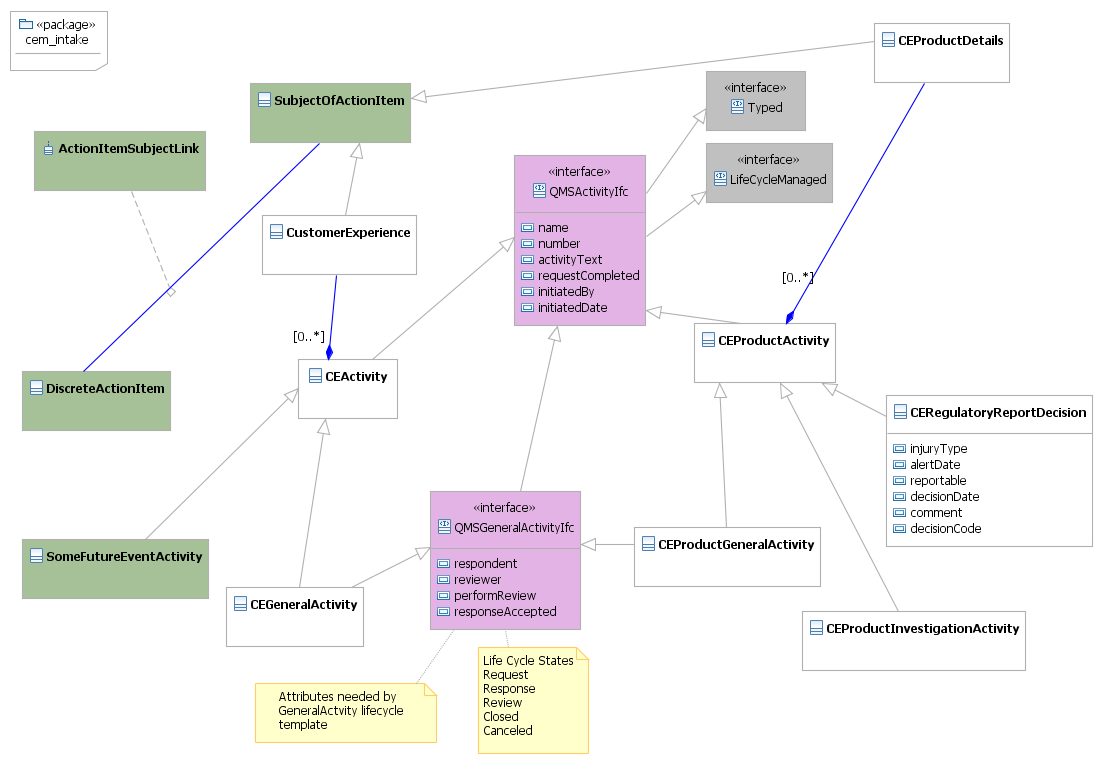 «package»
cem_intake
CEProductDetails
SubjectOfActionItem
«interface»
Typed
ActionItemSubjectLink
«interface»
LifeCycleManaged
«interface»
QMSActivityIfc
name
number
activityText
requestCompleted
initiatedBy
initiatedDate
CustomerExperience
[0..*]
[0..*]
CEProductActivity
CEActivity
DiscreteActionItem
CERegulatoryReportDecision
injuryType
alertDate
reportable
decisionDate
comment
decisionCode
«interface»
QMSGeneralActivityIfc
respondent
reviewer
performReview
responseAccepted
SomeFutureEventActivity
CEProductGeneralActivity
CEGeneralActivity
CEProductInvestigationActivity
Attributes needed by
GeneralActvity lifecycle
template
Life Cycle States
Request
Response
Review
Closed
Canceled